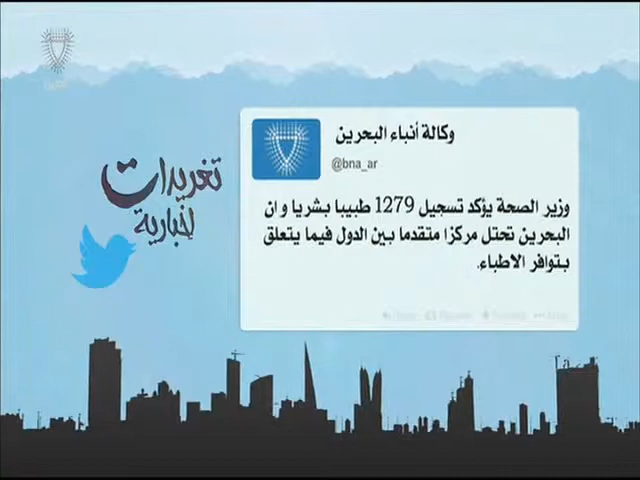 تغريدات
إخبارية
وكالة أنباء البحرين
@bna_ar
وزير الصحة يؤكد تسجيل 1279 طبيبا بشريا و ان
البحرين تحتل مركزا متقدما بين الدول فيما يتعلق
بتوافر الاطباء.